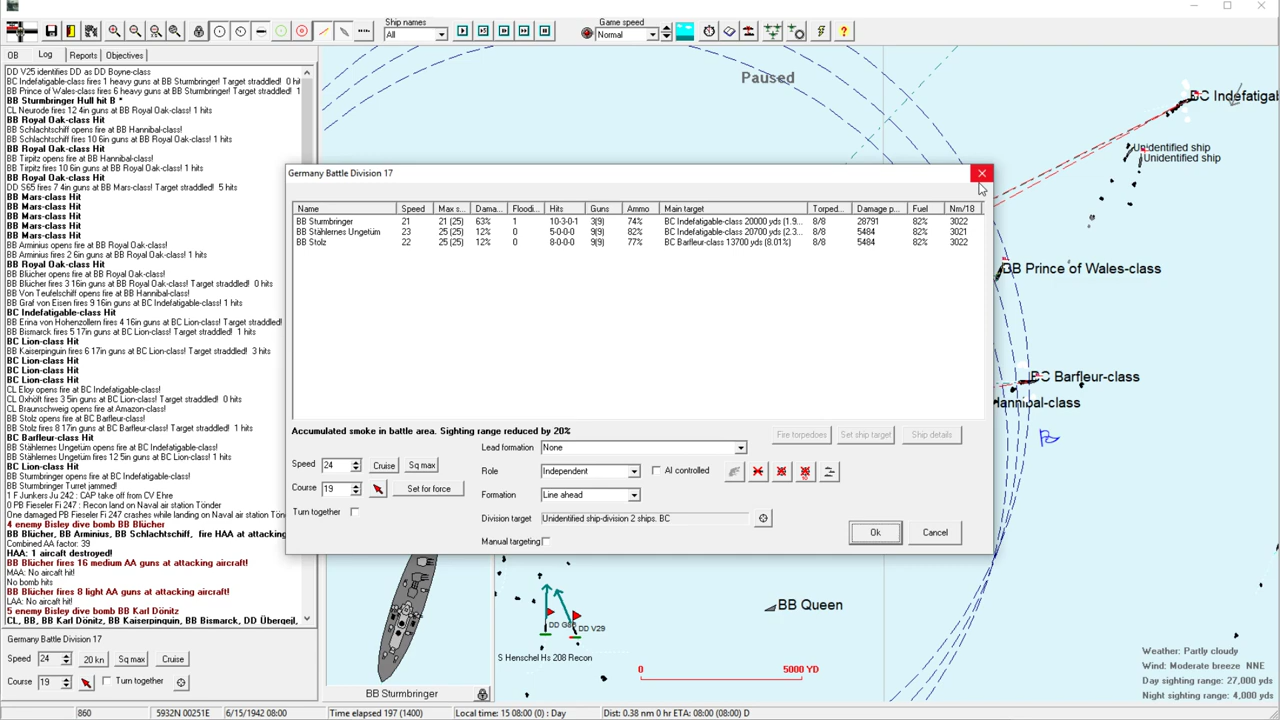 Ship names
All
Game speed
Normal
OB Log Reports Objectives
DD V25 identifies DD as DD Boyne-class
BC Indefatigable-class fires 1 heavy guns at BB Sturmbringer! Target straddled! 0 hit
BB Prince of Wales-class fires 6 heavy guns at BB Sturmbringer! Target straddled! 1
BB Sturmbringer Hull hit B *
CL Neurode fires 12 4in guns at BB Royal Oak-class! 1 hits
BB Royal Oak-class Hit
BB Schlachtschiff opens fire at BB Hannibal-class!
BB Schlachtschiff fires 10 6in guns at BB Royal Oak-class! 1 hits
BB Royal Oak-class Hit
BB Tirpitz opens fire at BB Hannibal-class!
BB Tirpitz fires 10 6in guns at BB Royal Oak-class! 1 hits
BB Royal Oak-class Hit
DD S65 fires 7 4in guns at BB Mars-class! Target straddled! 5 hits
BB Mars-class Hit
BB Mars-class Hit
BB Mars-class Hit
BB Mars-class Hit
BB Arminius opens fire at BB Royal Oak-class!
BB Royal Oak-class Hit
BB Arminius fires 2 6in guns at BB Royal Oak-class! 1 hits
BB Blücher opens fire at BB Royal Oak-class!
BB Blücher fires 3 16in guns at BB Royal Oak-class! Target straddled! 0 hits
BB Von Teufelschiff opens fire at BB Hannibal-class!
BB Graf von Eisen fires 9 16in guns at BC Indefatigable-class! 1 hits
BC Indefatigable-class Hit
BB Erina von Hohenzollern fires 4 16in guns at BC Lion-class! Target
BB Bismarck fires 5 17in guns at BC Lion-class! Target straddled! 1 hits
BC Lion-class Hit
BB Kaiserpinguin fires 6 17in guns at BC Lion-class! Target straddled! 3 hits
BC Lion-class Hit
BC Lion-class Hit
BC Lion-class Hit
CL Eloy opens fire at BC Indefatigable-class!
CL Oxhöft fires 3 5in guns at BC Lion-class! Target straddled! 0 hits
CL Braunschweig opens fire at Amazon-class!
BB Stolz opens fire at BC Barfleur-class!
BB Stolz fires 8 17in guns at BC Barfleur-class! Target straddled! 1 hits
BC Barfleur-class Hit
BB Stählernes Ungetüm opens fire at BC Indefatigable-class!
BB Stählernes Ungetüm fires 12 5in guns at BC Lion-class! 1 hits
BC Lion-class Hit
BB Sturmbringer opens fire at BC Indefatigable-class!
BB Sturmbringer Turret jammed!
1 F Junkers Ju 242 : CAP take off from CV Ehre
0 PB Fieseler Fi 247 : Recon land on Naval air station Tönder
One damaged PB Fieseler Fi 247 crashes while landing on Naval air station
4 enemy Bisley dive bomb BB Blücher
BB Blücher, BB Arminius, BB Schlachtschiff, fire HAA at attacking
Combined AA factor: 39
HAA: 1 aircraft destroyed!
BB Blücher fires 16 medium AA guns at attacking aircraft!
MAA: No aircraft hit!
No bomb hits
BB Blücher fires 8 light AA guns at attacking aircraft!
LAA: No aircraft hit!
5 enemy Bisley dive bomb BB Karl Dönitz
CL, BB, BB Karl Dönitz, BB Kaiserpinguin, BB Bismarck, DD Übergeil,
Germany Battle Division 17
Speed 24 20 kn Sq max Cruise
Course 19 Turn together
Paused
Germany Battle Division 17
Name Speed Max s... Dama... Floodi... Hits Guns Ammo Main target Torped... Damage p... Fuel Nm/18
BB Sturmbringer 21 21 (25) 63% 1 10-3-0-1 3(9) 74% BC Indefatigable-class 20000 yds (1.9... 8/8 28791 82% 3022
BB Stählernes Ungetüm 23 25 (25) 12% 0 5-0-0-0 9(9) 82% BC Indefatigable-class 20700 yds (2.3... 8/8 5484 82% 3021
BB Stolz 22 25 (25) 12% 0 8-0-0-0 9(9) 77% BC Barfleur-class 13700 yds (8.01%) 8/8 5484 82% 3022
Accumulated smoke in battle area. Sighting range reduced by 20%
Fire torpedoes Set ship target Ship details
Lead formation None
Speed 24 Cruise Sq max
Role Independent AI controlled
Course 19 Set for force
Formation Line ahead
Turn together
Division target Unidentified ship-division 2 ships. BC
Manual targeting
Ok Cancel
BC Indefatigab
Unidentified ship
Unidentified ship
BB Prince of Wales-class
BC Barfleur-class
Hannibal-class
BB Queen
DD V29
S Henschel Hs 208 Recon
0 5000 YD
BB Sturmbringer
Weather: Partly cloudy
Wind: Moderate breeze NNE
Day sighting range: 27,000 yds
Night sighting range: 4,000 yds
860 5932N 00251E 6/15/1942 08:00 Time elapsed 197 (1400) Local time: 15 08:00 (0) : Day Dist: 0.38 nm 0 hr ETA: 08:00 (08:00) D